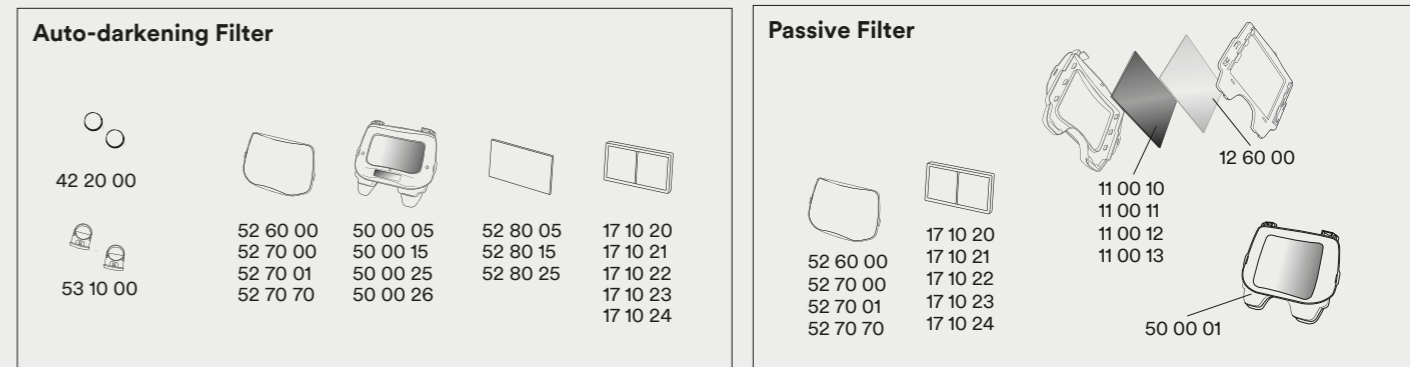 Auto-darkening Filter
42 20 00
53 10 00
52 60 00
52 70 00
52 70 01
52 70 70
50 00 05
50 00 15
50 00 25
50 00 26
52 80 05
52 80 15
52 80 25
17 10 20
17 10 21
17 10 22
17 10 23
17 10 24
Passive Filter
52 60 00
52 70 00
52 70 01
52 70 70
17 10 20
17 10 21
17 10 22
17 10 23
17 10 24
11 00 10
11 00 11
11 00 12
11 00 13
12 60 00
50 00 01